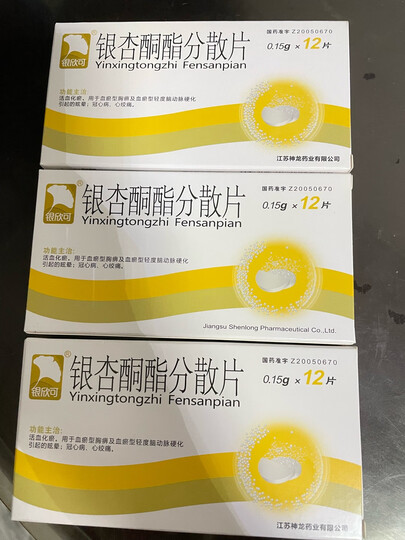 银欣可
®
银杏酮酯分散片
Yinxingtongzhi Fensanpian
国药准字 Z20050670
0.15g × 12片
功能主治:
活血化瘀。用于血瘀型胸痹及血瘀型轻度脑动脉硬化
引起的眩晕；冠心病、心绞痛。
江苏神龙药业有限公司
银欣可
®
银杏酮酯分散片
Yinxingtongzhi Fensanpian
国药准字 Z20050670
0.15g × 12片
功能主治:
活血化瘀。用于血瘀型胸痹及血瘀型轻度脑动脉硬化
引起的眩晕；冠心病、心绞痛。
Jiangsu Shenlong Pharmaceutical Co.,Ltd.
银欣可
®
银杏酮酯分散片
Yinxingtongzhi Fensanpian
国药准字 Z20050670
0.15g × 12片
功能主治:
活血化瘀。用于血瘀型胸痹及血瘀型轻度脑动脉硬化
引起的眩晕；冠心病、心绞痛。
江苏神龙药业有限公司